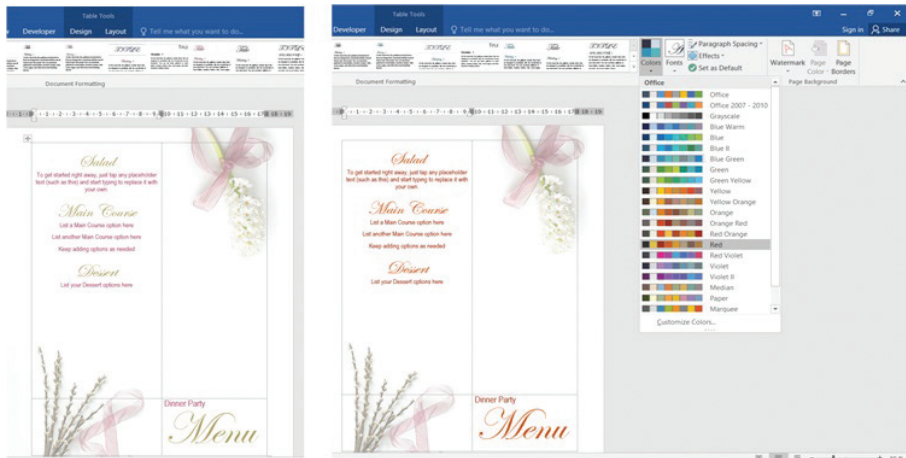 Table Tools
Developer Design Layout Tell me what you want to do...
Document Formatting
Salad
To get started right away, just tap any placeholder
text (such as this) and start typing to replace it with
your own
Main Course
List a Main Course option here
List another Main Course option here
Keep adding options as needed
Dessert
List your Dessert options here
Dinner Party
Menu
Table Tools
Developer Design Layout Tell me what you want to do...
Sign in Share
Document Formatting
Colors Fonts
Paragraph Spacing
Effects
Set as Default
Watermark Page Color Page Borders
Page Background
Salad
To get started right away, just tap any placeholder
text (such as this) and start typing to replace it with
your own
Main Course
List a Main Course option here
List another Main Course option here
Keep adding options as needed
Dessert
List your Dessert options here
Dinner Party
Menu
Office
Office
Office 2007 - 2010
Grayscale
Blue Warm
Blue
Blue II
Blue Green
Green
Green Yellow
Yellow
Yellow Orange
Orange
Orange Red
Red Orange
Red
Red Violet
Violet
Violet II
Median
Paper
Marquee
Customize Colors...